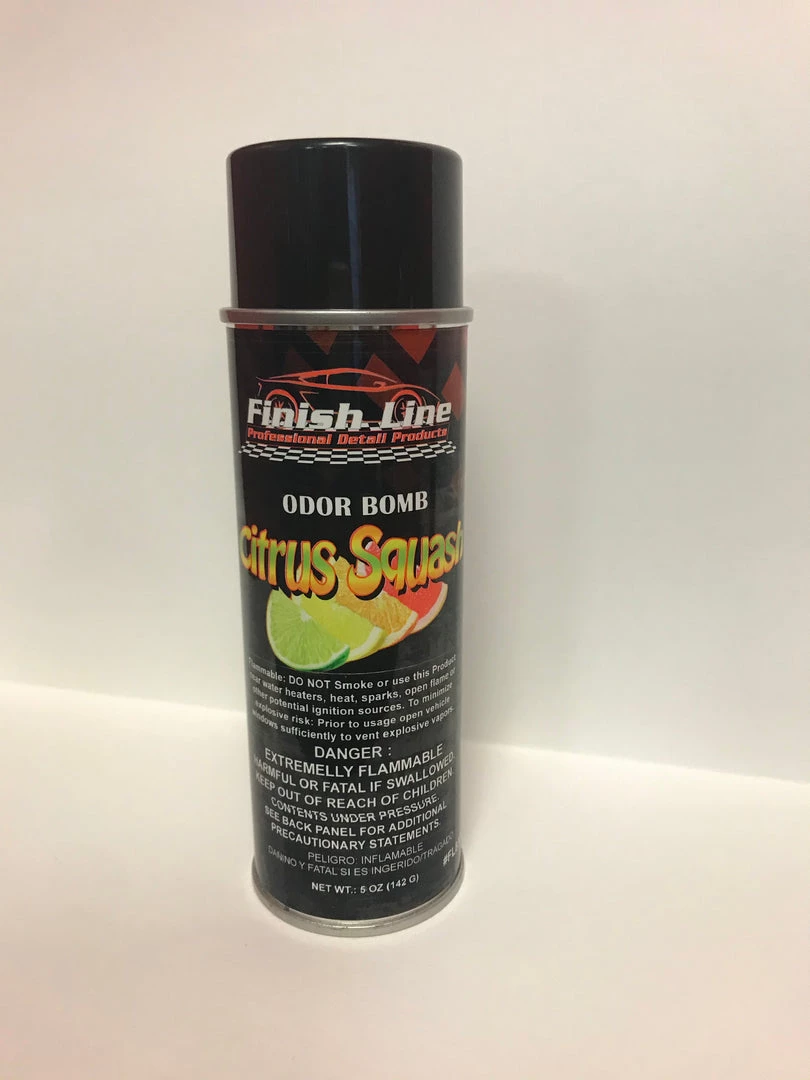 Finish Line
Professional Detail Products
ODOR BOMB
Citrus Squash
Flammable: DO NOT Smoke or use this Product
near water heaters, heat, sparks, open flame or
other potential ignition sources. To minimize
explosive risk: Prior to usage open vehicle
windows sufficiently to vent explosive vapors.
DANGER :
EXTREMELLY FLAMMABLE
HARMFUL OR FATAL IF SWALLOWED.
KEEP OUT OF REACH OF CHILDREN.
CONTENTS UNDER PRESSURE.
SEE BACK PANEL FOR ADDITIONAL
PRECAUTIONARY STATEMENTS.
PELIGRO: INFLAMABLE
DANINO Y FATAL SI ES INGERIDO/TRAGADO
NET WT.: 5 OZ (142 G)